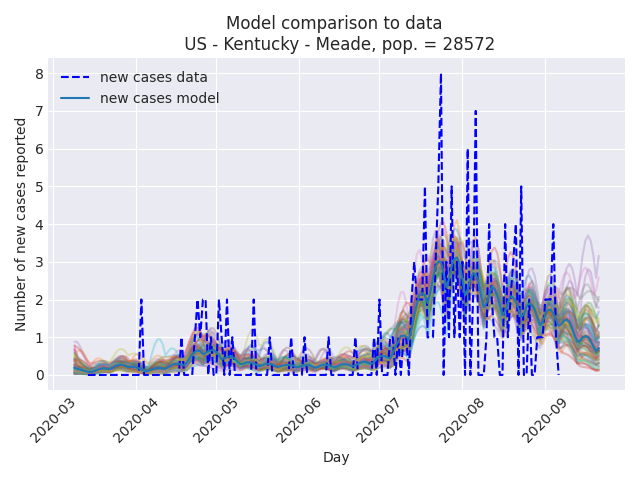 Model comparison to data
US - Kentucky - Meade, pop. = 28572
new cases data
new cases model
Number of new cases reported
8
7
6
5
4
3
2
1
0
2020-03
2020-04
2020-05
2020-06
2020-07
2020-08
2020-09
Day